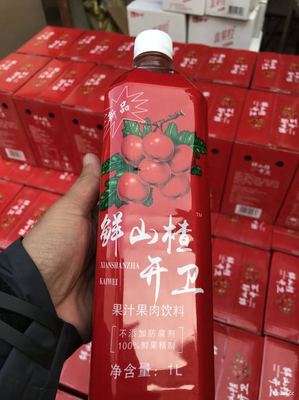 新品
鲜山楂
XIANSHANZHA
开卫
KAIWEI
TM
果汁果肉饮料
不添加防腐剂
100%鲜果精制
净含量：1L